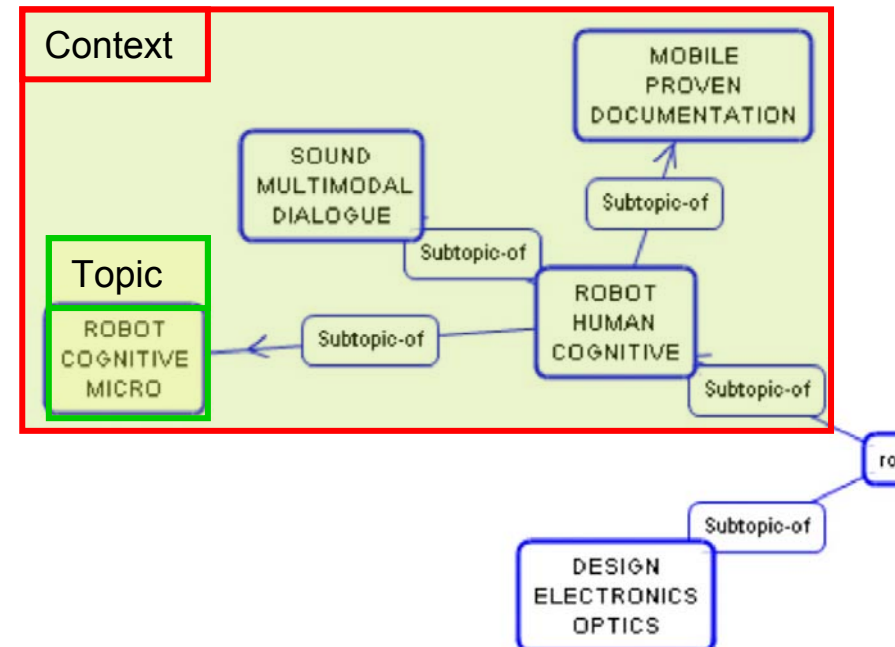 Context
MOBILE
PROVEN
DOCUMENTATION
SOUND
MULTIMODAL
DIALOGUE
Subtopic-of
Subtopic-of
Topic
ROBOT
HUMAN
COGNITIVE
ROBOT
COGNITIVE
MICRO
Subtopic-of
Subtopic-of
ro
Subtopic-of
DESIGN
ELECTRONICS
OPTICS